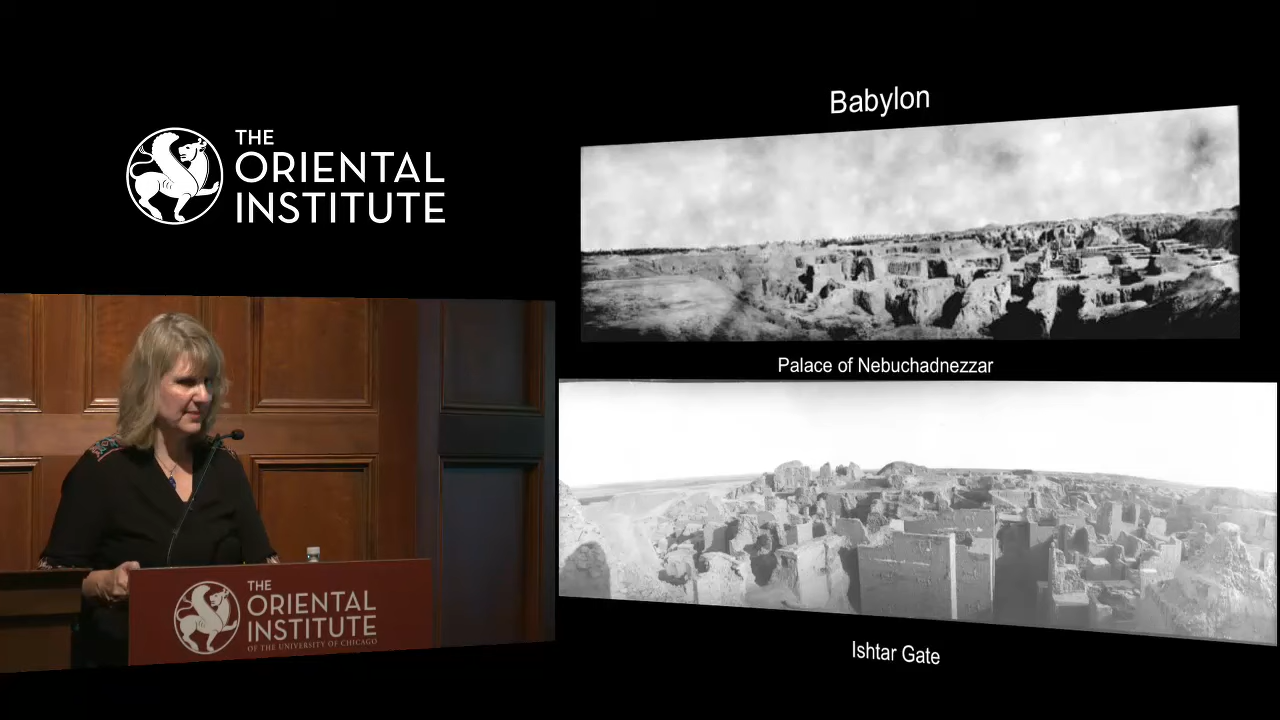 THE
ORIENTAL
INSTITUTE
Babylon
Palace of Nebuchadnezzar
Ishtar Gate
THE
ORIENTAL
INSTITUTE
OF THE UNIVERSITY OF CHICAGO